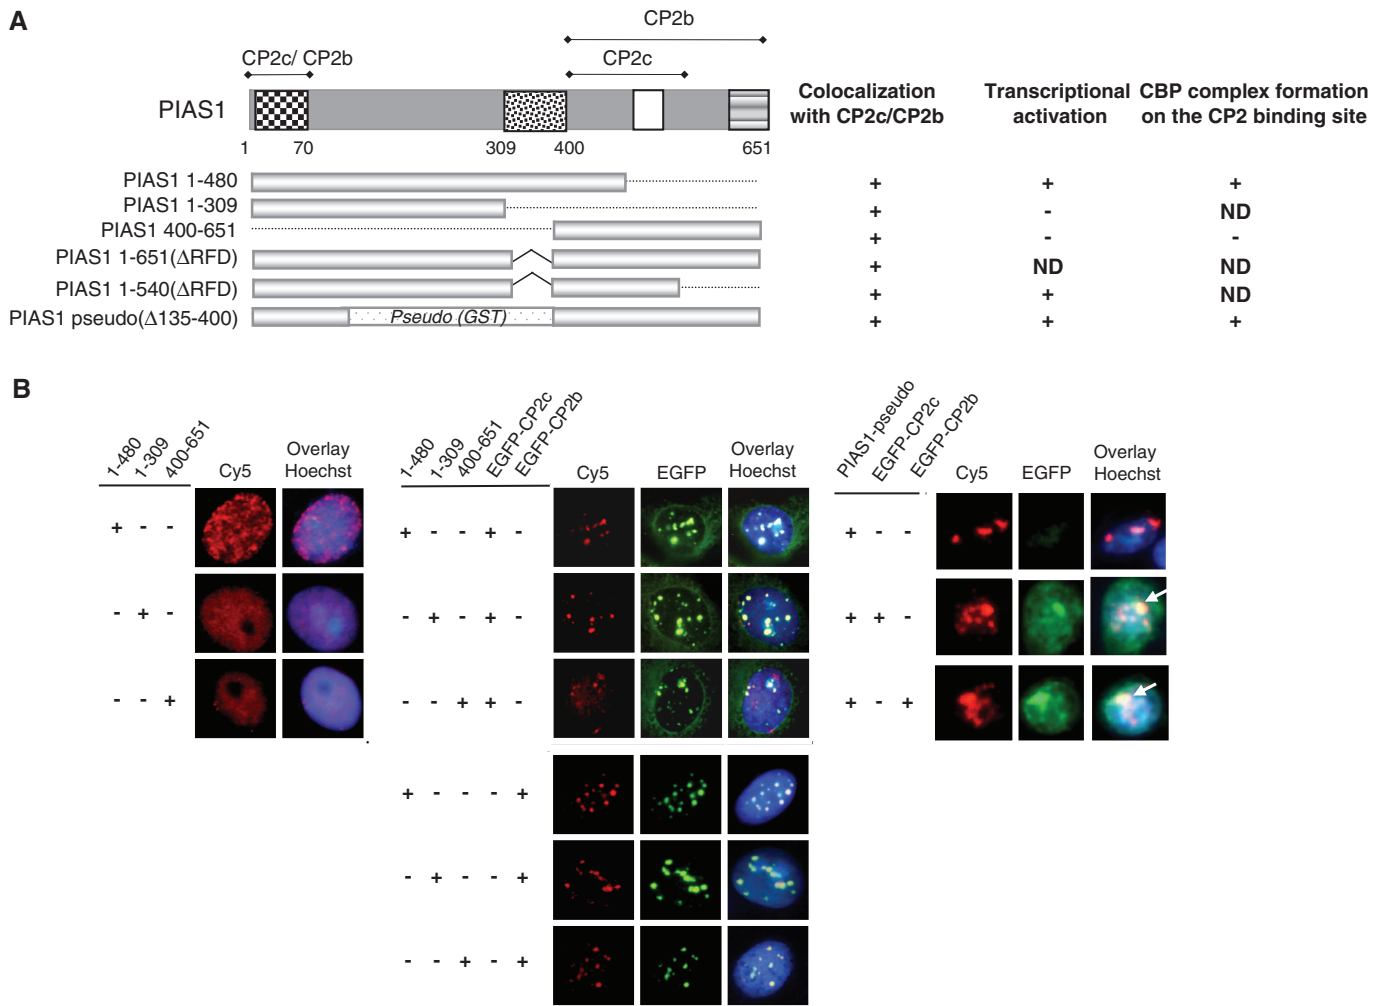 A
CP2b
CP2c/ CP2b
CP2c
PIAS1
1 70 309 400 651
Colocalization with CP2c/CP2b
Transcriptional activation
CBP complex formation on the CP2 binding site
PIAS1 1-480 + + +
PIAS1 1-309 + - ND
PIAS1 400-651 + - -
PIAS1 1-651(ΔRFD) + ND ND
PIAS1 1-540(ΔRFD) + + ND
PIAS1 pseudo(Δ135-400) Pseudo (GST) + + +
B
1-480 1-309 400-651 Cy5 Overlay Hoechst
+ - -
- + -
- - +
1-480 1-309 400-651 EGFP-CP2c EGFP-CP2b Cy5 EGFP Overlay Hoechst
+ - - + -
- + - + -
- - + + -
+ - - - +
- + - - +
- - + - +
PIAS1-pseudo EGFP-CP2c EGFP-CP2b Cy5 EGFP Overlay Hoechst
+ - -
+ + -
+ - +